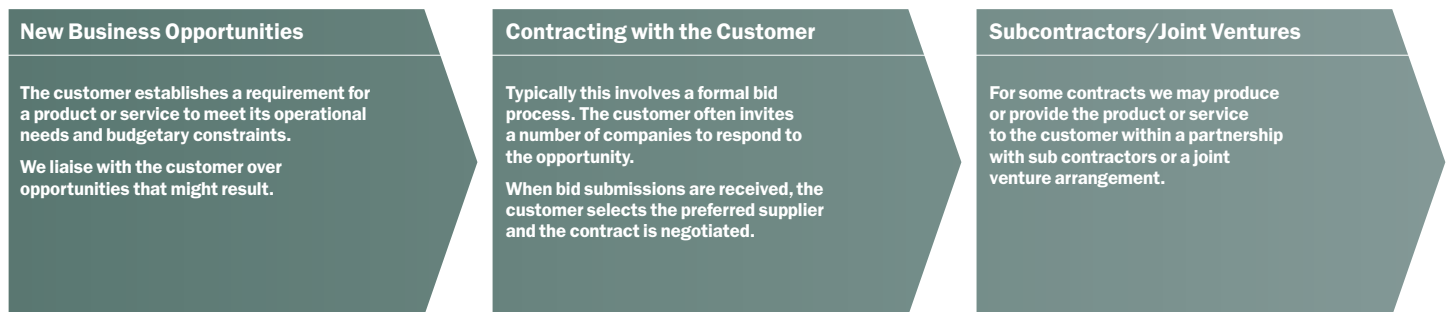 New Business Opportunities
The customer establishes a requirement for
a product or service to meet its operational
needs and budgetary constraints.
We liaise with the customer over
opportunities that might result.
Contracting with the Customer
Typically this involves a formal bid
process. The customer often invites
a number of companies to respond to
the opportunity.
When bid submissions are received, the
customer selects the preferred supplier
and the contract is negotiated.
Subcontractors/Joint Ventures
For some contracts we may produce
or provide the product or service
to the customer within a partnership
with sub contractors or a joint
venture arrangement.